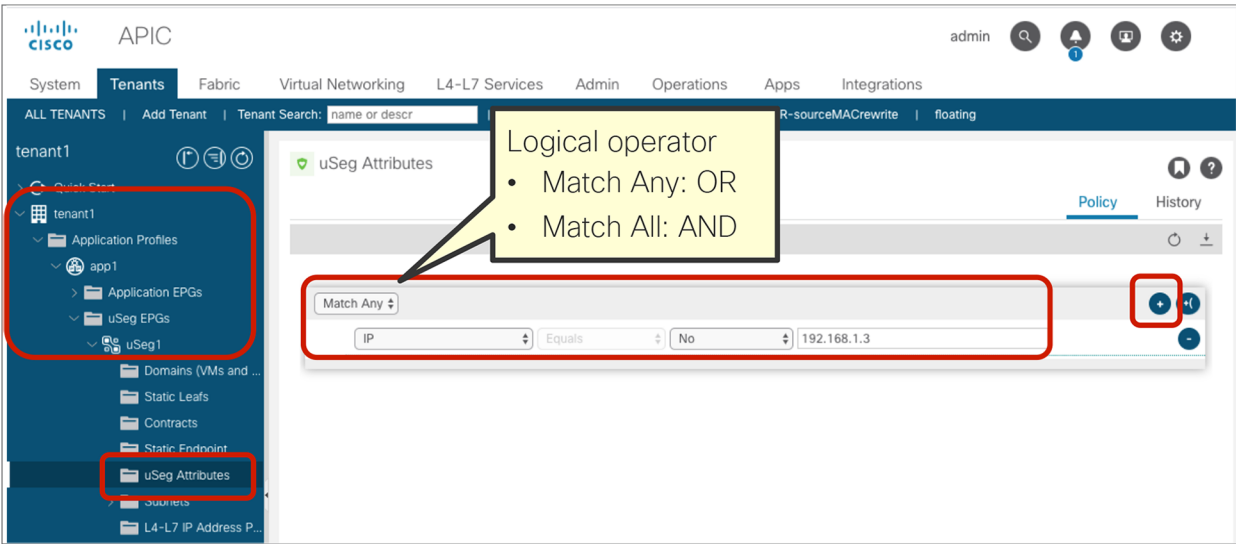 CISCO
APIC
admin
1
System Tenants Fabric Virtual Networking L4-L7 Services Admin Operations Apps Integrations
ALL TENANTS | Add Tenant | Tenant Search: name or descr | R-sourceMACrewrite | floating
Logical operator
• Match Any: OR
• Match All: AND
tenant1
Quick Start
tenant1
Application Profiles
app1
Application EPGs
uSeg EPGs
uSeg1
Domains (VMs and ...
Static Leafs
Contracts
Static Endpoint
uSeg Attributes
Subnets
L4-L7 IP Address P...
uSeg Attributes
?
Policy History
Match Any
+ +(
IP Equals No 192.168.1.3 -